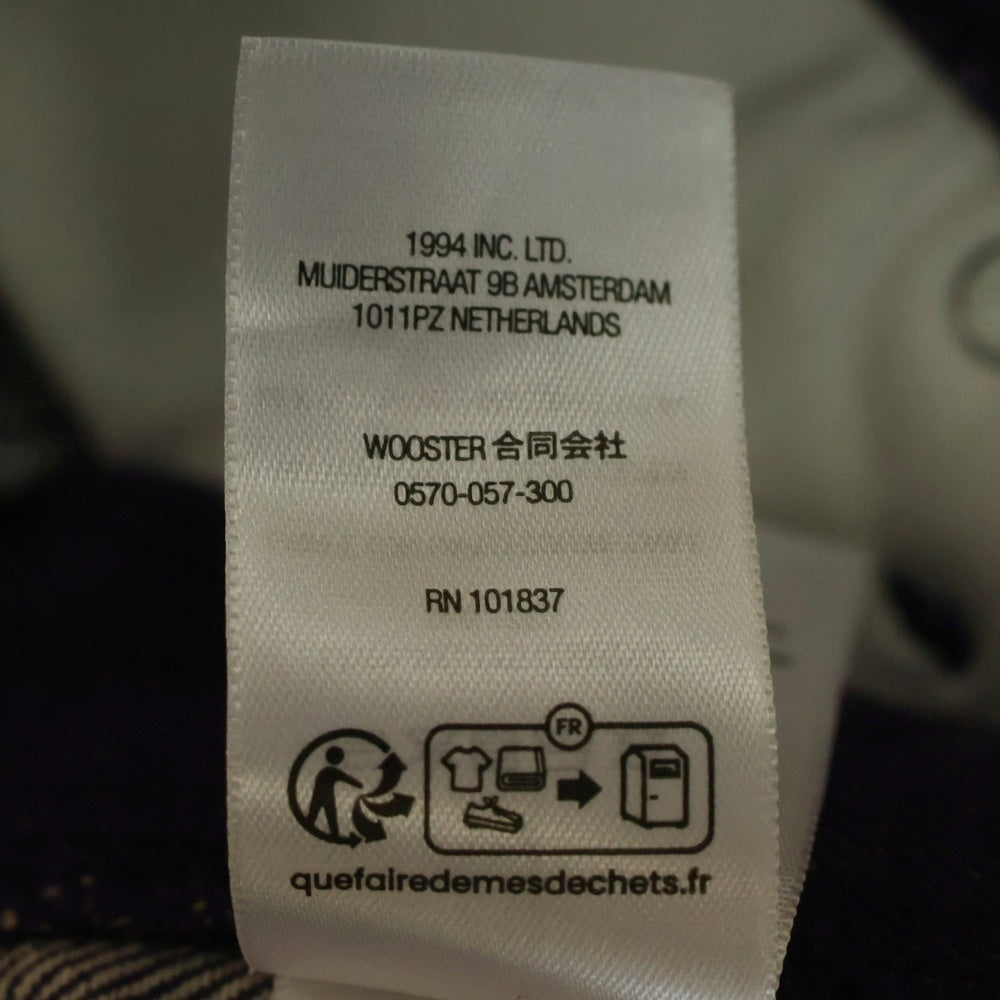 1994 INC. LTD.
MUIDERSTRAAT 9B AMSTERDAM
1011PZ NETHERLANDS
WOOSTER 合同会社
0570-057-300
RN 101837
FR
quefairedemesdechets.fr